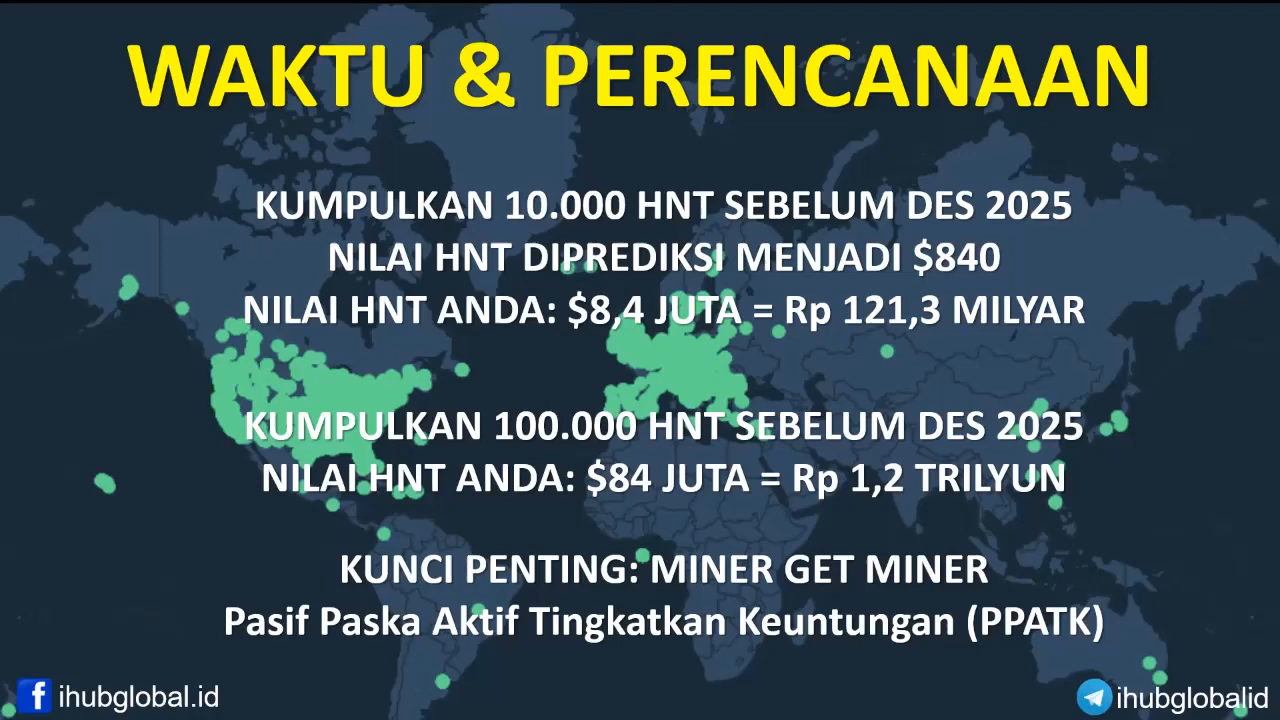 WAKTU & PERENCANAAN
KUMPULKAN 10.000 HNT SEBELUM DES 2025
NILAI HNT DIPREDIKSI MENJADI $840
NILAI HNT ANDA: $8,4 JUTA = Rp 121,3 MILYAR
KUMPULKAN 100.000 HNT SEBELUM DES 2025
NILAI HNT ANDA: $84 JUTA = Rp 1,2 TRILYUN
KUNCI PENTING: MINER GET MINER
Pasif Paska Aktif Tingkatkan Keuntungan (PPATK)
ihubglobal.id
ihubglobalid